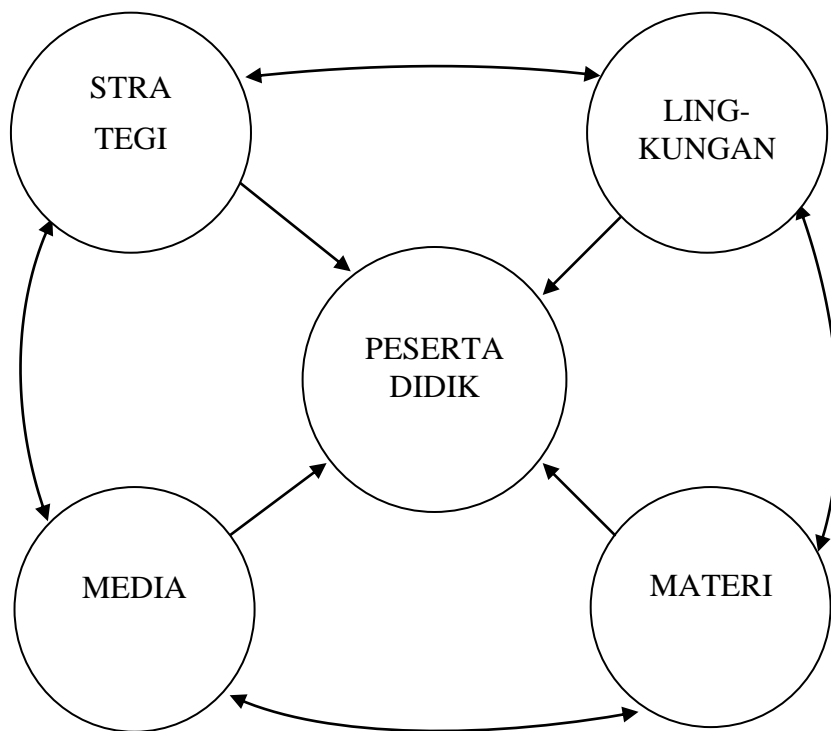 STRA
TEGI
LING-
KUNGAN
PESERTA
DIDIK
MEDIA
MATERI